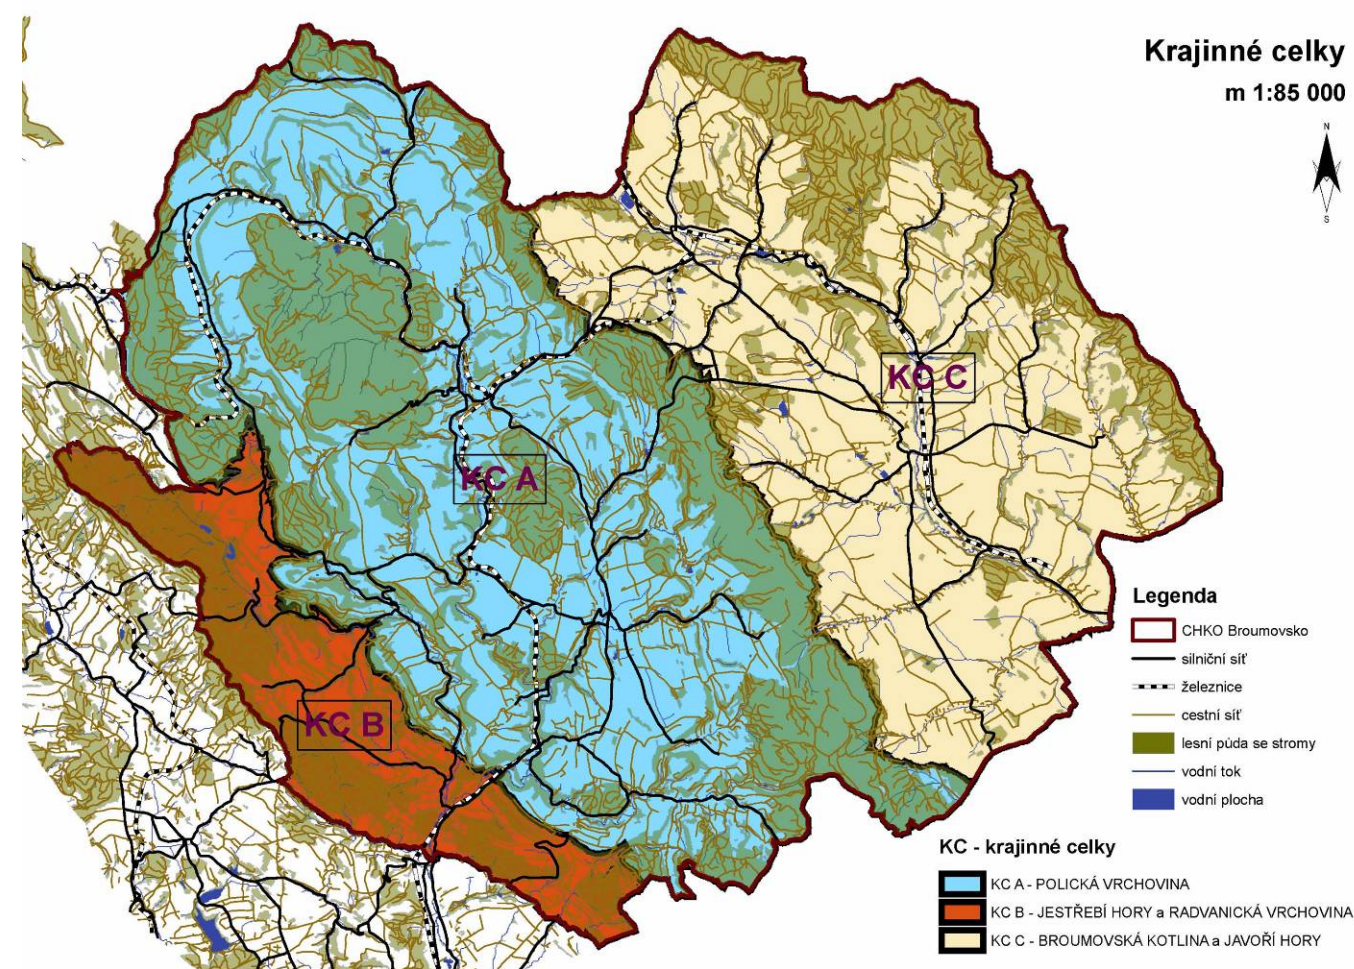 Krajinné celky
m 1:85 000
N
S
KC C
KC A
KC B
Legenda
CHKO Broumovsko
silniční síť
železnice
cestní síť
lesní půda se stromy
vodní tok
vodní plocha
KC - krajinné celky
KC A - POLICKÁ VRCHOVINA
KC B - JESTŘEBÍ HORY a RADVANICKÁ VRCHOVINA
KC C - BROUMOVSKÁ KOTLINA a JAVOŘÍ HORY